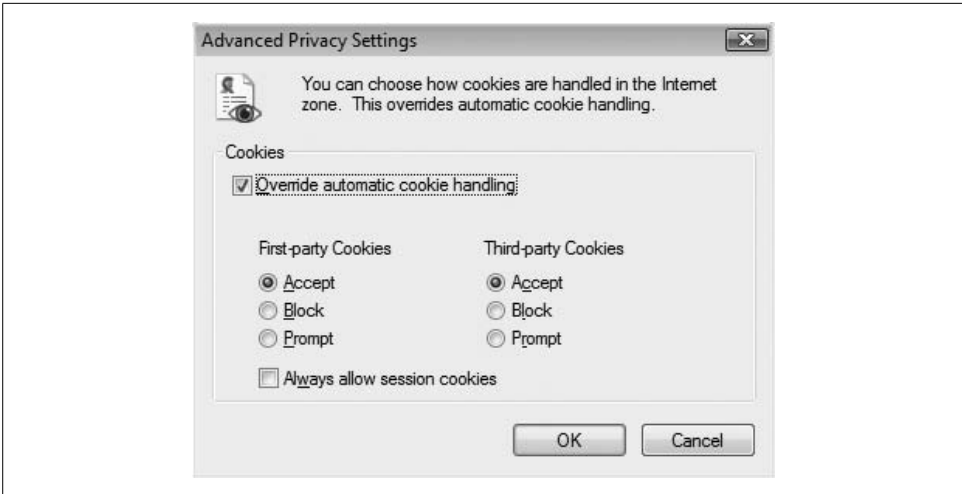 Advanced Privacy Settings
You can choose how cookies are handled in the Internet
zone. This overrides automatic cookie handling.
Cookies
Override automatic cookie handling
First-party Cookies Third-party Cookies
Accept Accept
Block Block
Prompt Prompt
Always allow session cookies
OK Cancel